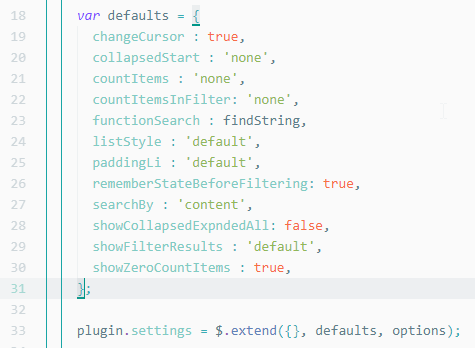 18 var defaults = {
19 changeCursor : true,
20 collapsedStart : 'none',
21 countItems : 'none',
22 countItemsInFilter: 'none',
23 functionSearch : findString,
24 listStyle : 'default',
25 paddingLi : 'default',
26 rememberStateBeforeFiltering: true,
27 searchBy : 'content',
28 showCollapsedExpndedAll: false,
29 showFilterResults : 'default',
30 showZeroCountItems : true,
31 };
32
33 plugin.settings = $.extend({}, defaults, options);